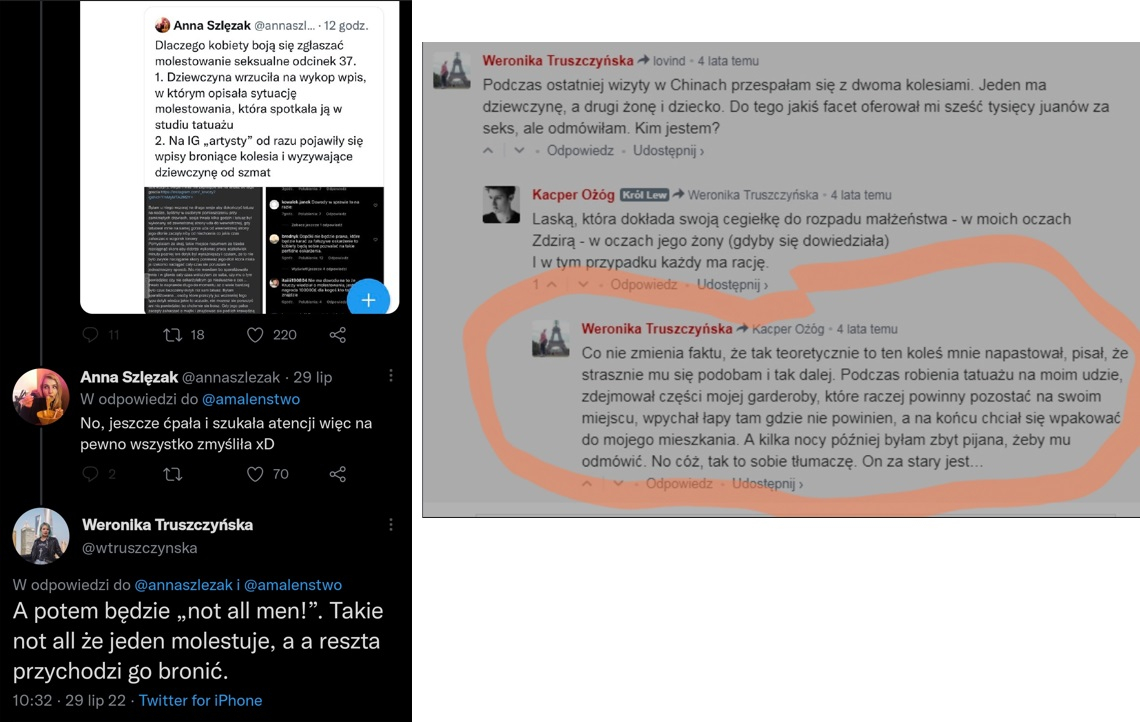 Anna Szlęzak @annaszl... · 12 godz.
Dlaczego kobiety boją się zgłaszać
molestowanie seksualne odcinek 37.
1. Dziewczyna wrzuciła na wykop wpis,
w którym opisała sytuację
molestowania, która spotkała ją w
studiu tatuażu
2. Na IG „artysty” od razu pojawiły się
wpisy broniące kolesia i wyzywające
dziewczynę od szmat
11 18 220
Anna Szlęzak @annaszlezak · 29 lip
W odpowiedzi do @amalenstwo
No, jeszcze ćpała i szukała atencji więc na
pewno wszystko zmyśliła xD
2 70
Weronika Truszczyńska
@wtruszczynska
W odpowiedzi do @annaszlezak i @amalenstwo
A potem będzie „not all men!”. Takie
not all że jeden molestuje, a a reszta
przychodzi go bronić.
10:32 · 29 lip 22 · Twitter for iPhone
Weronika Truszczyńska lovind • 4 lata temu
Podczas ostatniej wizyty w Chinach przespałam się z dwoma kolesiami. Jeden ma
dziewczynę, a drugi żonę i dziecko. Do tego jakiś facet oferował mi sześć tysięcy juanów za
seks, ale odmówiłam. Kim jestem?
• Odpowiedz • Udostępnij ›
Kacper Ożóg Król Lew Weronika Truszczyńska • 4 lata temu
Laską, która dokłada swoją cegiełkę do rozpadu małżeństwa - w moich oczach
Zdzirą - w oczach jego żony (gdyby się dowiedziała)
I w tym przypadku każdy ma rację.
1 • Odpowiedz • Udostępnij ›
Weronika Truszczyńska Kacper Ożóg • 4 lata temu
Co nie zmienia faktu, że tak teoretycznie to ten koleś mnie napastował, pisał, że
strasznie mu się podobam i tak dalej. Podczas robienia tatuażu na moim udzie,
zdejmował części mojej garderoby, które raczej powinny pozostać na swoim
miejscu, wpychał łapy tam gdzie nie powinien, a na końcu chciał się wpakować
do mojego mieszkania. A kilka nocy później byłam zbyt pijana, żeby mu
odmówić. No cóż, tak to sobie tłumaczę. On za stary jest...
• Odpowiedz • Udostępnij ›